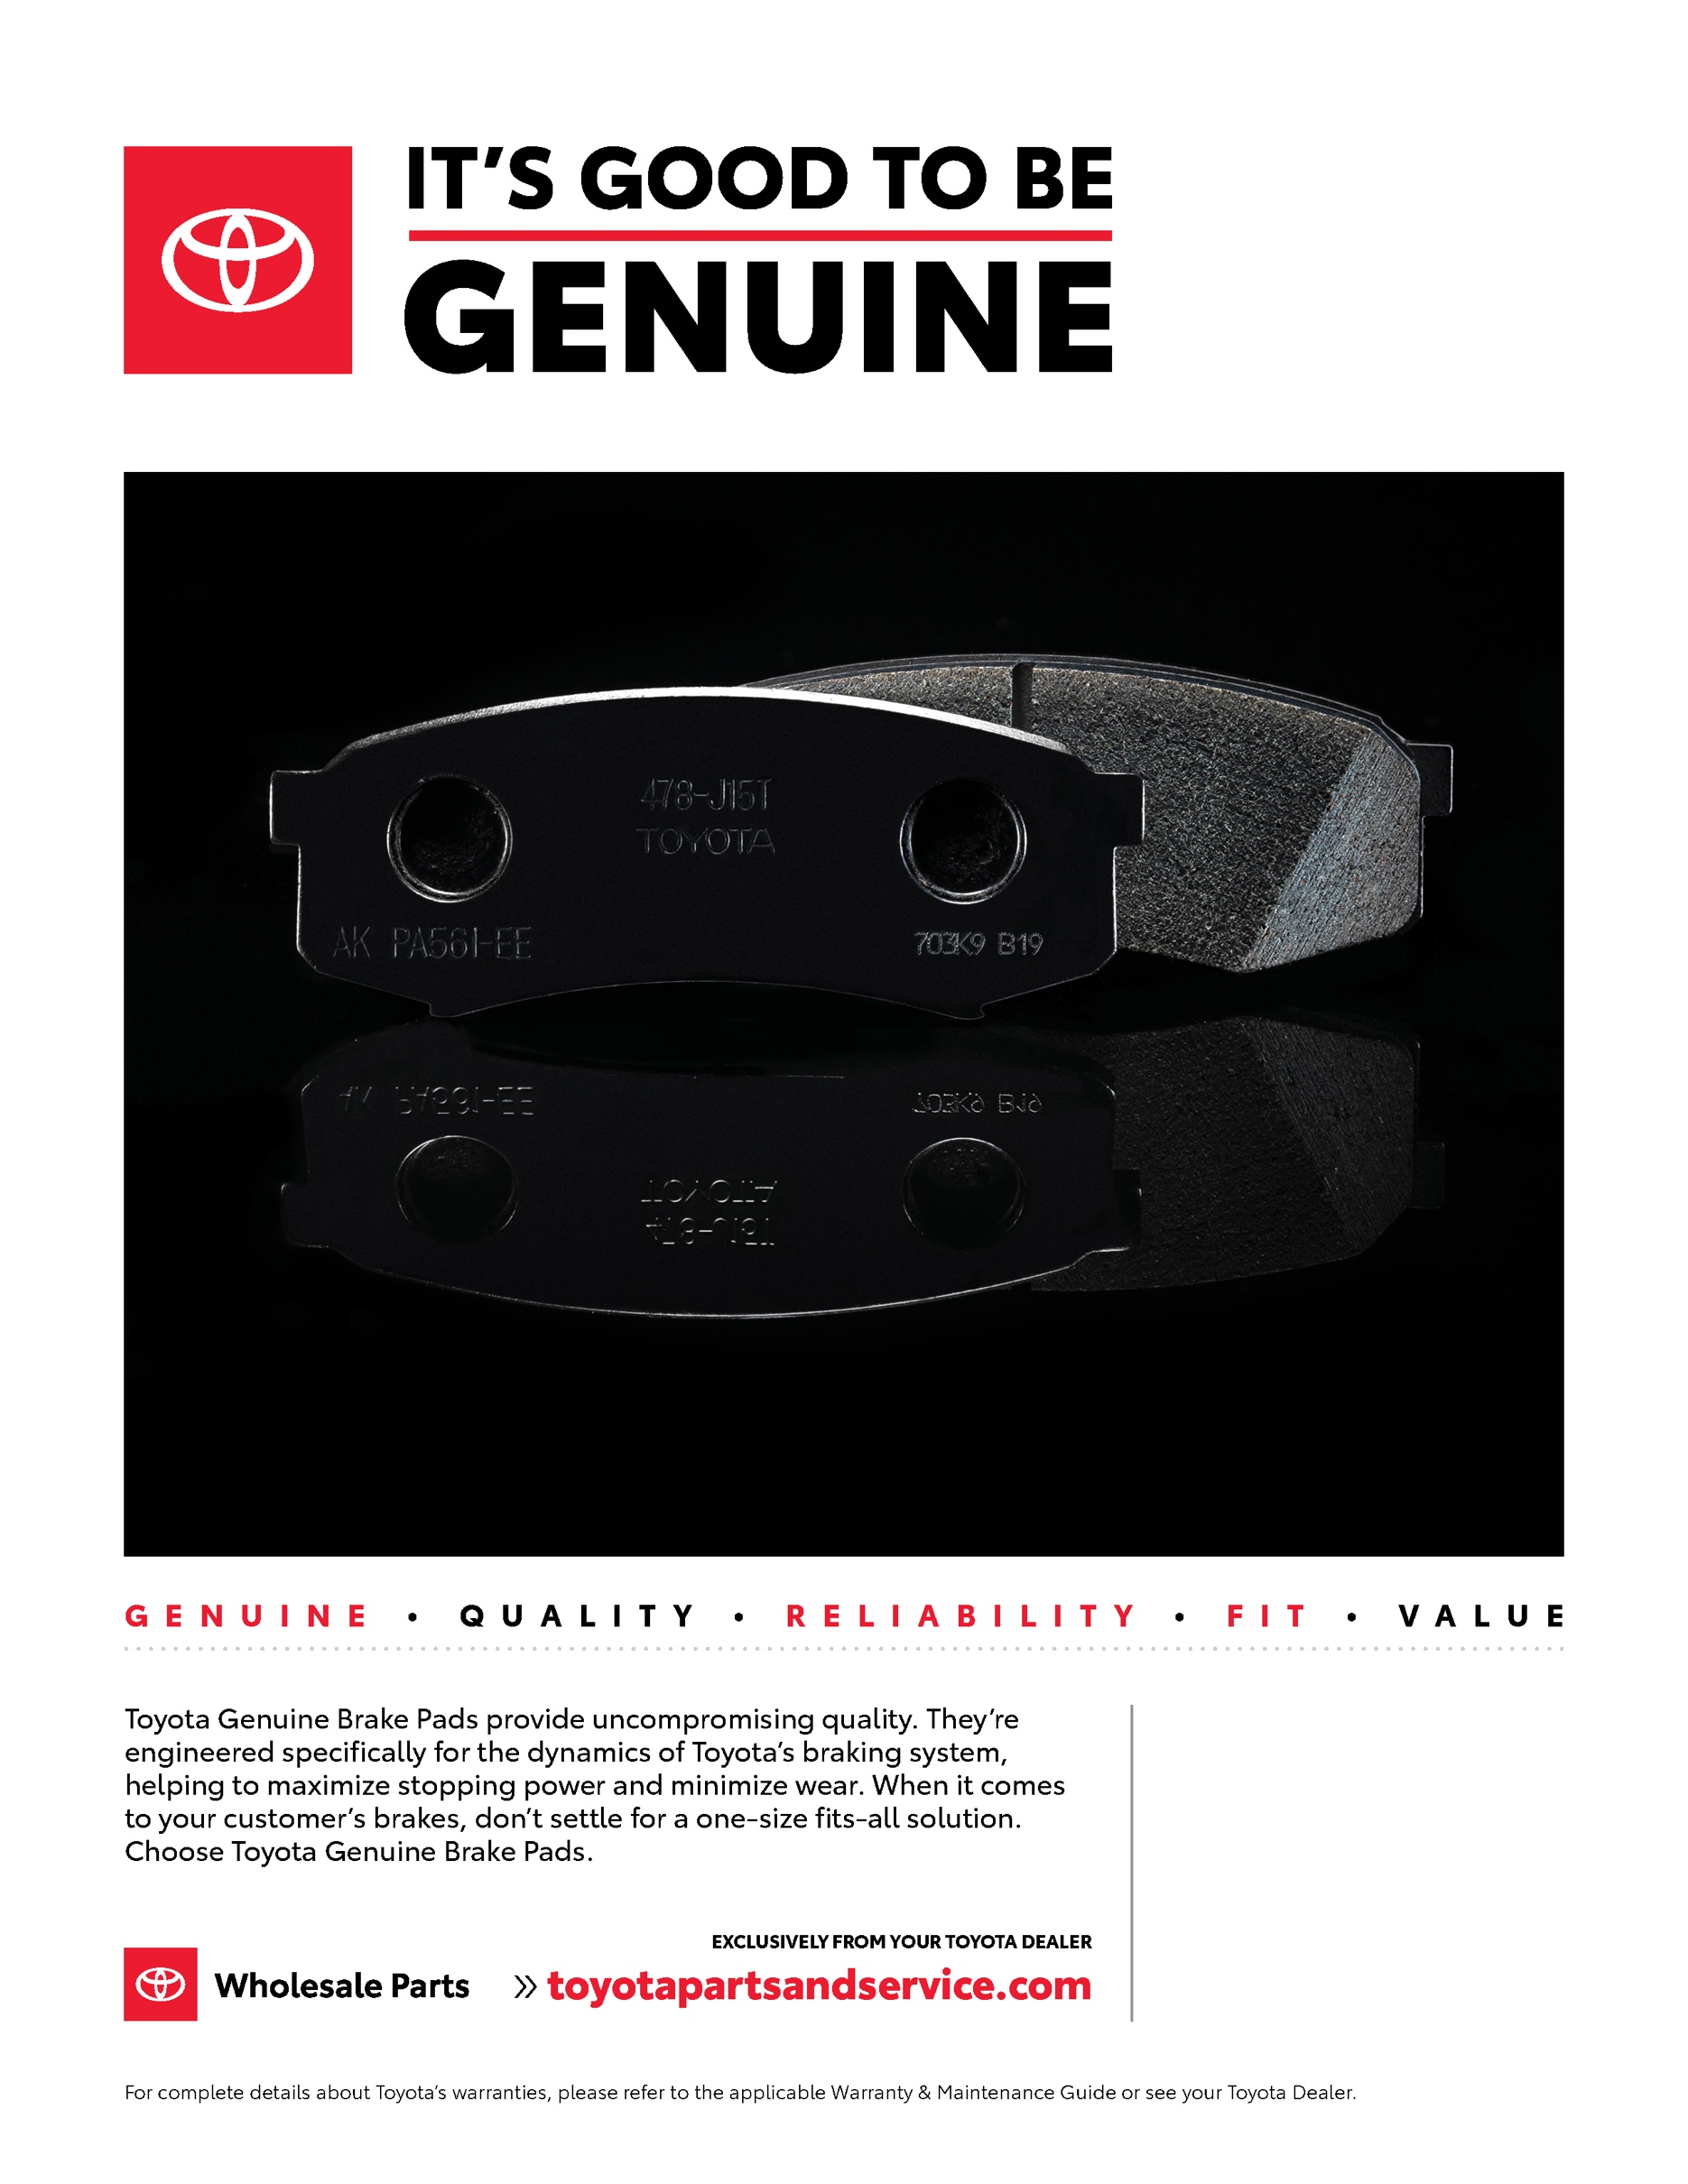 IT’S GOOD TO BE
GENUINE
478-J15T
TOYOTA
AK PA561-EE
703K9 B19
GENUINE • QUALITY • RELIABILITY • FIT • VALUE
Toyota Genuine Brake Pads provide uncompromising quality. They’re
engineered specifically for the dynamics of Toyota’s braking system,
helping to maximize stopping power and minimize wear. When it comes
to your customer’s brakes, don’t settle for a one-size fits-all solution.
Choose Toyota Genuine Brake Pads.
EXCLUSIVELY FROM YOUR TOYOTA DEALER
Wholesale Parts » toyotapartsandservice.com
For complete details about Toyota’s warranties, please refer to the applicable Warranty & Maintenance Guide or see your Toyota Dealer.